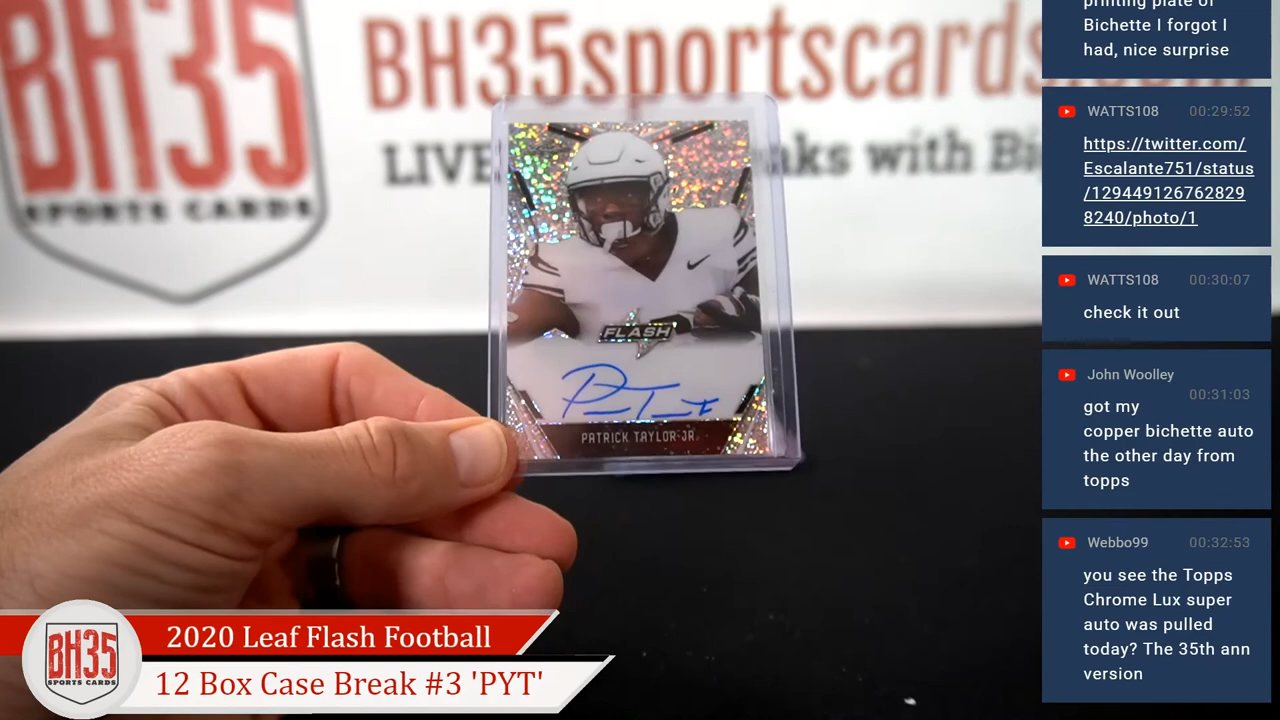 BH35
SPORTS CARDS
BH35sportscards.com
LIVE aks with Bi
FLASH
PATRICK TAYLOR JR.
2020 Leaf Flash Football
12 Box Case Break #3 'PYT'
BH35
SPORTS CARDS
printing plate of
Bichette I forgot I
had, nice surprise
WATTS108 00:29:52
https://twitter.com/
Escalante751/status
/129449126762829
8240/photo/1
WATTS108 00:30:07
check it out
John Woolley
00:31:03
got my
copper bichette auto
the other day from
topps
Webbo99 00:32:53
you see the Topps
Chrome Lux super
auto was pulled
today? The 35th ann
version